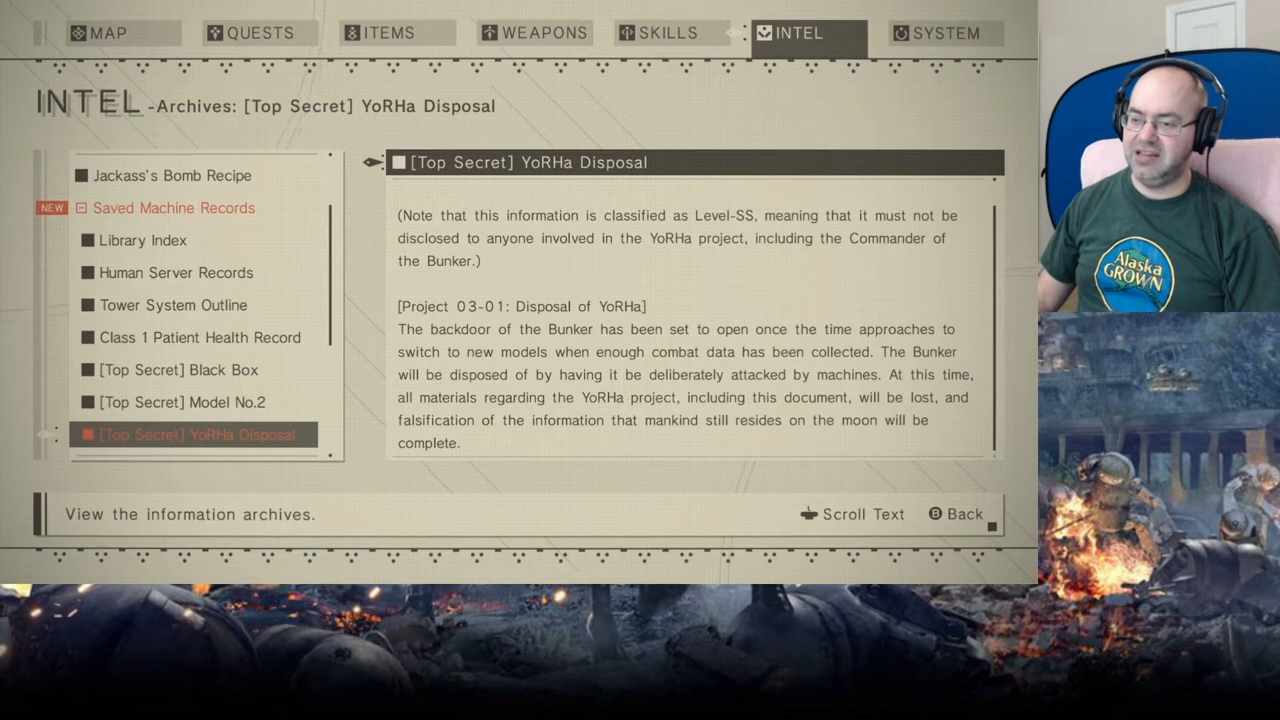 MAP
QUESTS
ITEMS
WEAPONS
SKILLS
INTEL
SYSTEM
INTEL -Archives: [Top Secret] YoRHa Disposal
Jackass's Bomb Recipe
NEW Saved Machine Records
Library Index
Human Server Records
Tower System Outline
Class 1 Patient Health Record
[Top Secret] Black Box
[Top Secret] Model No.2
[Top Secret] YoRHa Disposal
[Top Secret] YoRHa Disposal
(Note that this information is classified as Level-SS, meaning that it must not be
disclosed to anyone involved in the YoRHa project, including the Commander of
the Bunker.)
[Project 03-01: Disposal of YoRHa]
The backdoor of the Bunker has been set to open once the time approaches to
switch to new models when enough combat data has been collected. The Bunker
will be disposed of by having it be deliberately attacked by machines. At this time,
all materials regarding the YoRHa project, including this document, will be lost, and
falsification of the information that mankind still resides on the moon will be
complete.
View the information archives.
Scroll Text
B Back
Alaska
GROWN